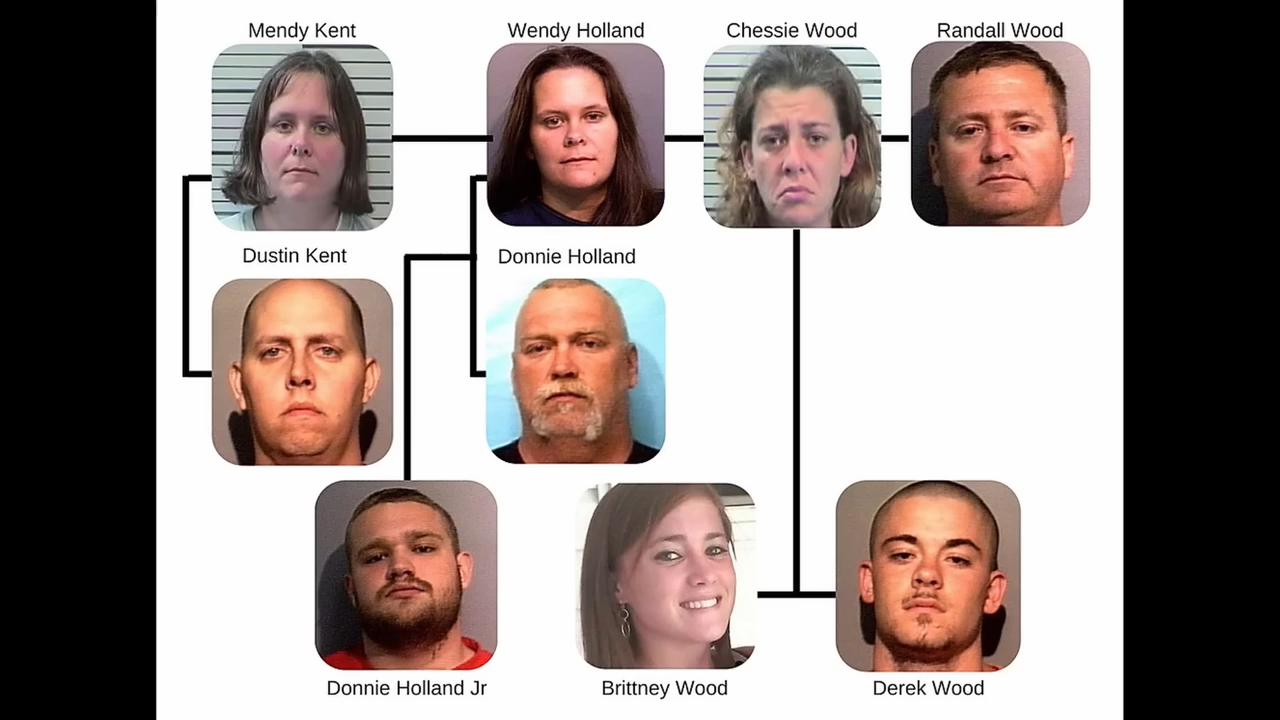 Mendy Kent
Wendy Holland
Chessie Wood
Randall Wood
Dustin Kent
Donnie Holland
Donnie Holland Jr
Brittney Wood
Derek Wood